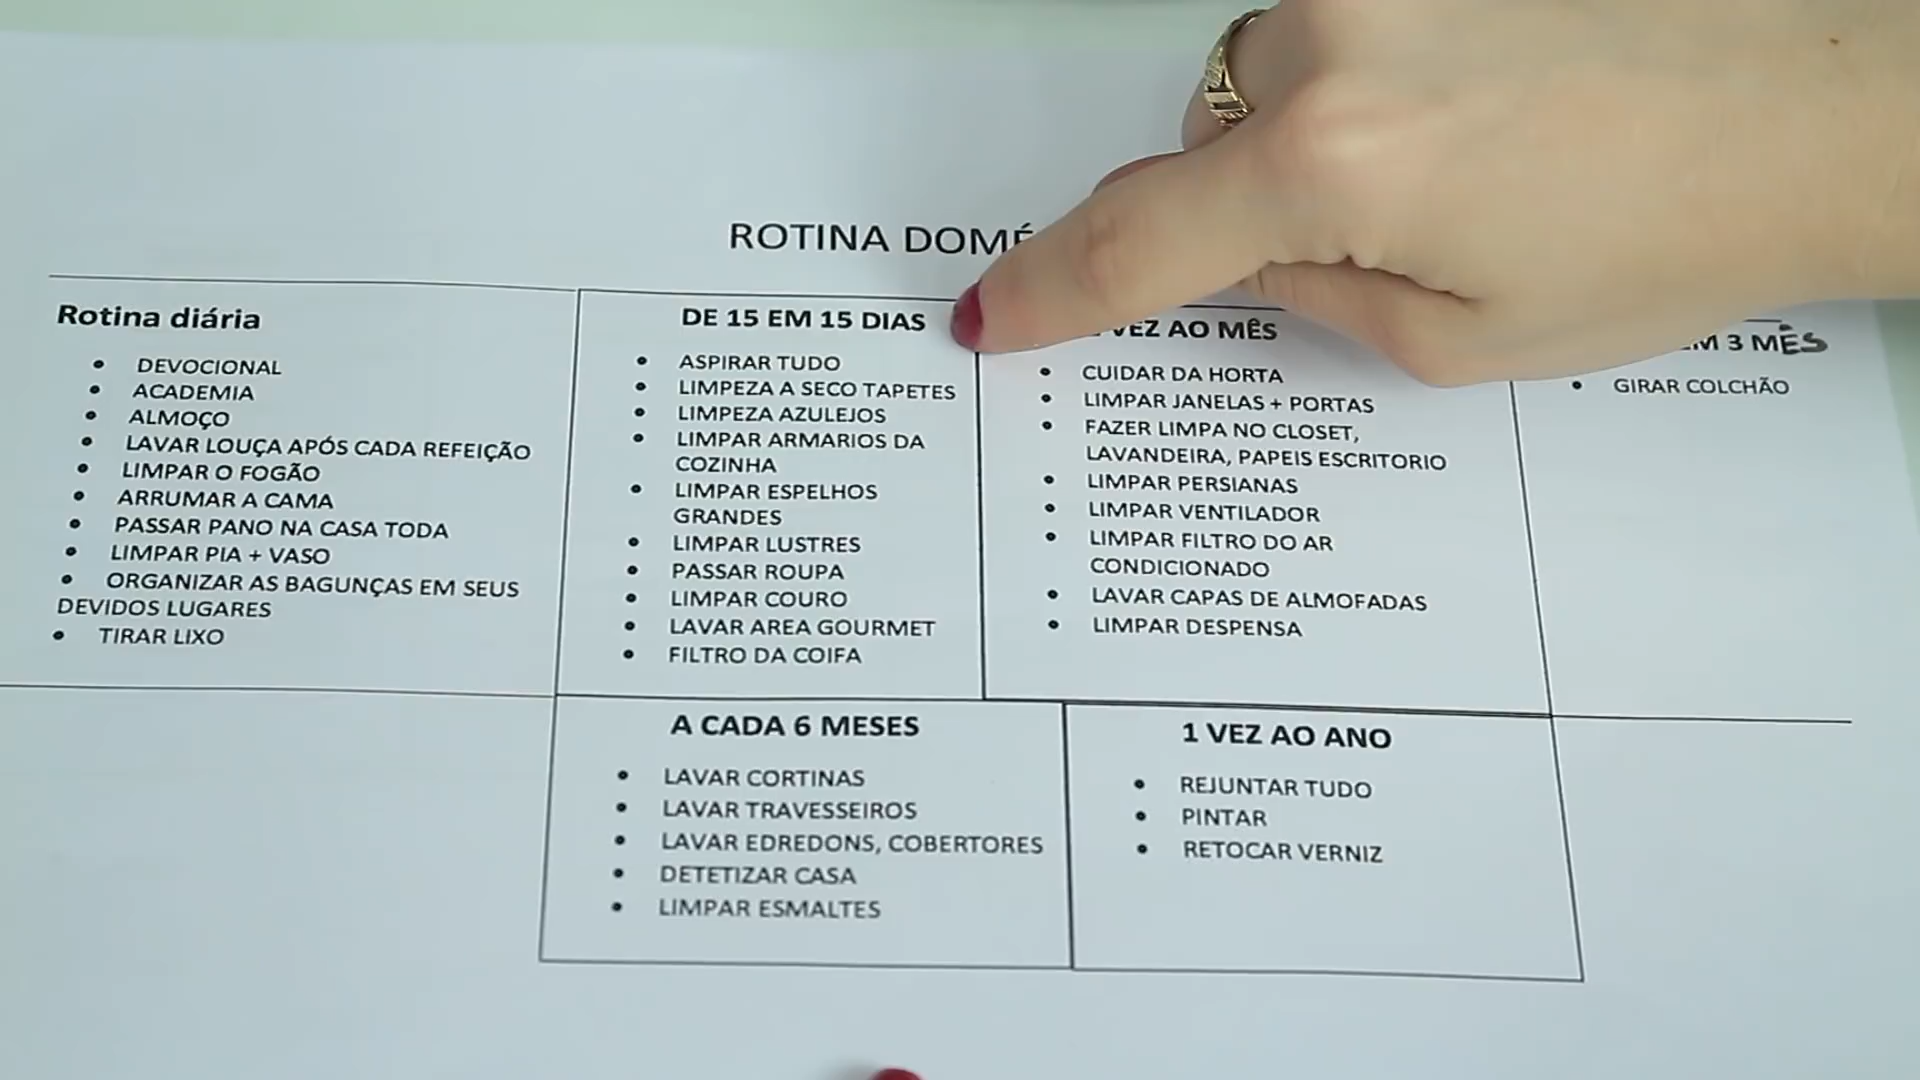 ROTINA
Rotina diária
• DEVOCIONAL
• ACADEMIA
• ALMOÇO
• LAVAR LOUÇA APÓS CADA REFEIÇÃO
• LIMPAR O FOGÃO
• ARRUMAR A CAMA
• PASSAR PANO NA CASA TODA
• LIMPAR PIA + VASO
• ORGANIZAR AS BAGUNÇAS EM SEUS
DEVIDOS LUGARES
• TIRAR LIXO
DE 15 EM 15 DIAS
• ASPIRAR TUDO
• LIMPEZA A SECO TAPETES
• LIMPEZA AZULEJOS
• LIMPAR ARMARIOS DA
COZINHA
• LIMPAR ESPELHOS
GRANDES
• LIMPAR LUSTRES
• PASSAR ROUPA
• LIMPAR COURO
• LAVAR AREA GOURMET
• FILTRO DA COIFA
VEZ AO MÊS
• CUIDAR DA HORTA
• LIMPAR JANELAS + PORTAS
• FAZER LIMPA NO CLOSET,
LAVANDEIRA, PAPEIS ESCRITORIO
• LIMPAR PERSIANAS
• LIMPAR VENTILADOR
• LIMPAR FILTRO DO AR
CONDICIONADO
• LAVAR CAPAS DE ALMOFADAS
• LIMPAR DESPENSA
3 MÊS
• GIRAR COLCHÃO
A CADA 6 MESES
• LAVAR CORTINAS
• LAVAR TRAVESSEIROS
• LAVAR EDREDONS, COBERTORES
• DETETIZAR CASA
• LIMPAR ESMALTES
1 VEZ AO ANO
• REJUNTAR TUDO
• PINTAR
• RETOCAR VERNIZ